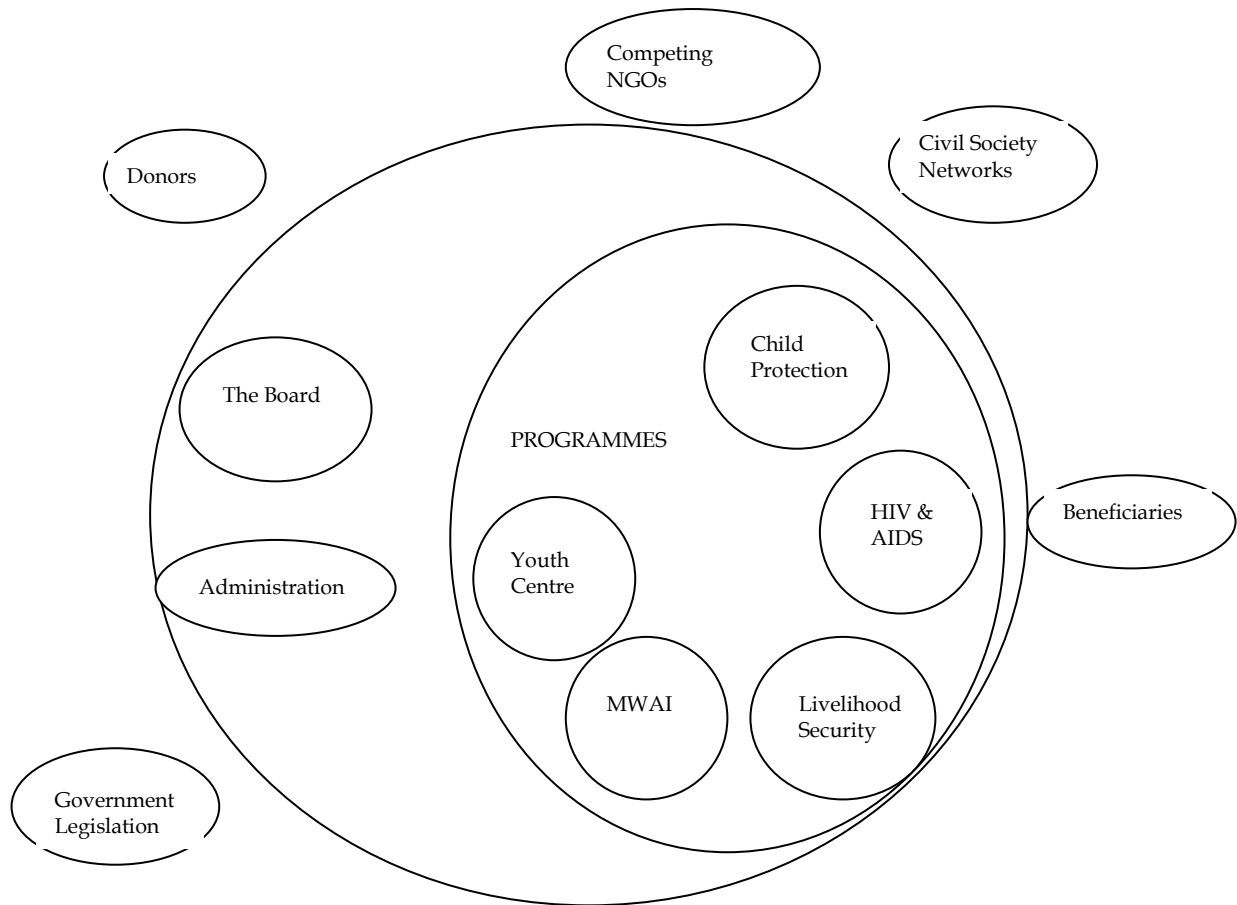 Competing
NGOs
Civil Society
Networks
Donors
Child
Protection
The Board
PROGRAMMES
HIV &
AIDS
Beneficiaries
Youth
Centre
Administration
MWAI
Livelihood
Security
Government
Legislation